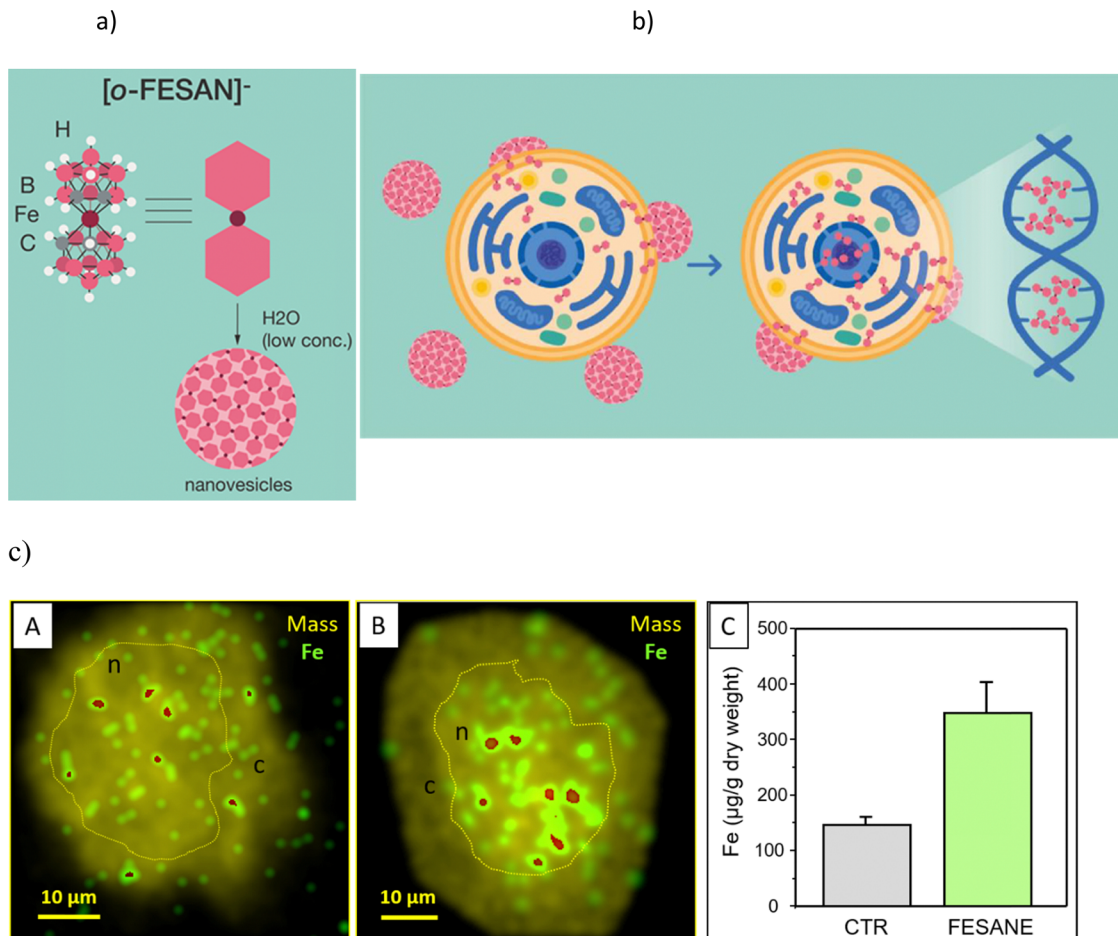 a)
b)
[o-FESAN]-
H
B
Fe
C
H2O
(low conc.)
nanovesicles
c)
A
Mass
Fe
n
c
10 µm
B
Mass
Fe
n
c
10 µm
C
Fe (µg/g dry weight)
500
400
300
200
100
0
CTR
FESANE